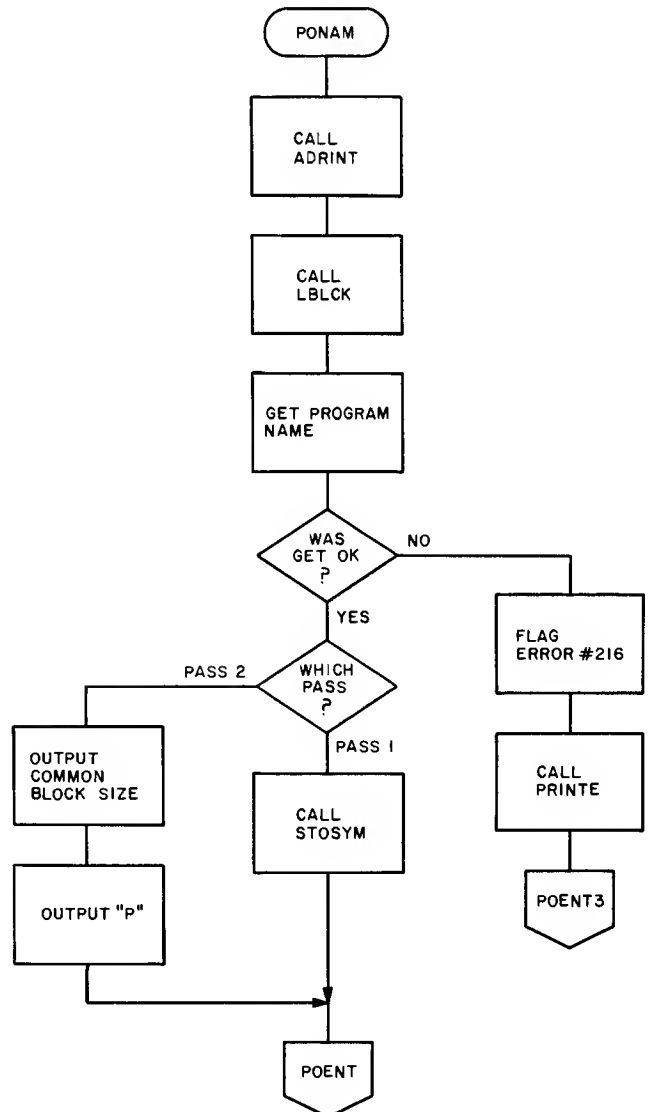 PONAM
CALL
ADRINT
CALL
LBLCK
GET PROGRAM
NAME
WAS
GET OK
?
NO
YES
FLAG
ERROR #216
PASS 2
WHICH
PASS
?
PASS 1
OUTPUT
COMMON
BLOCK SIZE
CALL
STOSYM
CALL
PRINTE
OUTPUT "P"
POENT3
POENT